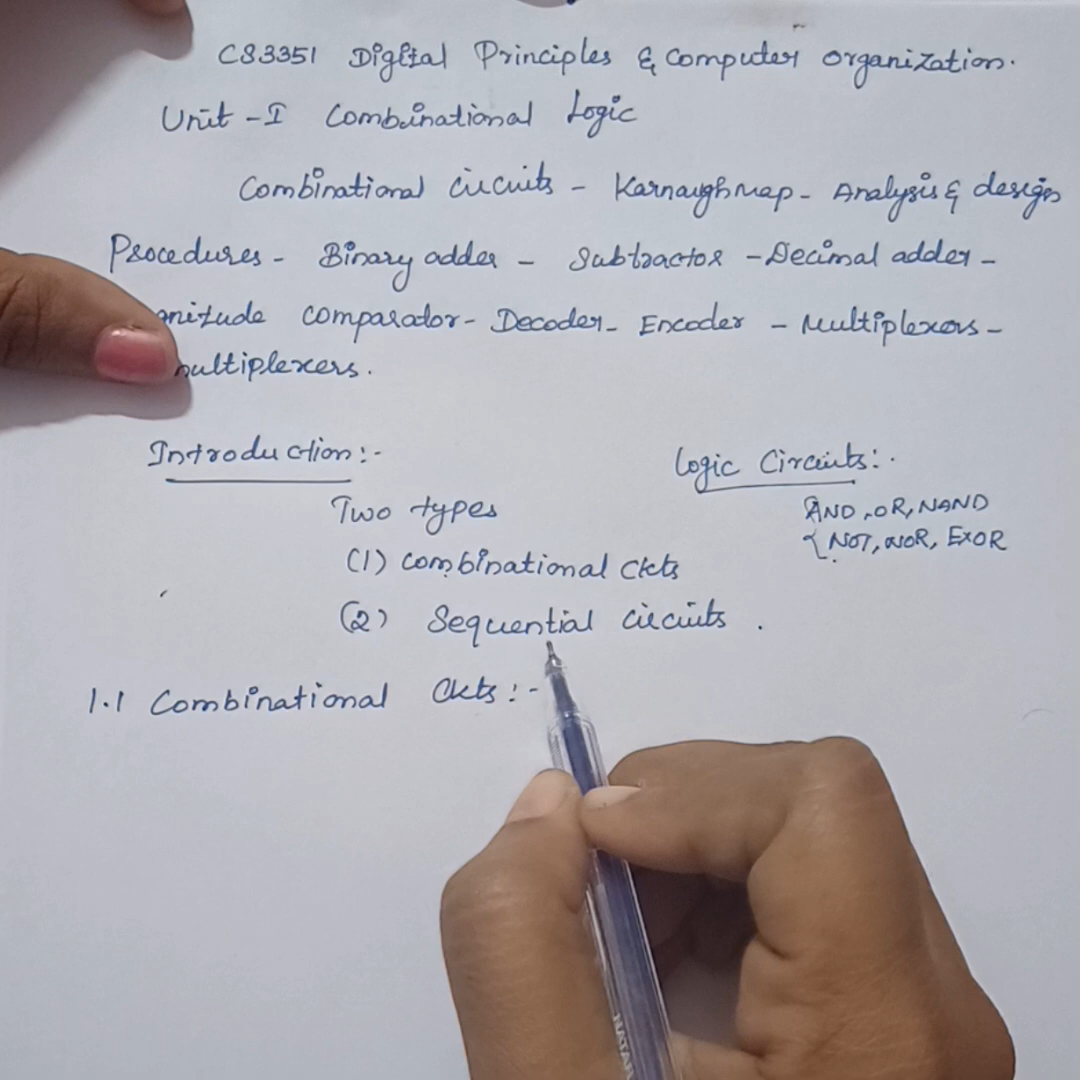 CS3351 Digital Principles & Computer Organization.
Unit - I Combinational Logic
Combinational circuits - Karnaugh map - Analysis & design
Procedures - Binary adder - Subtractor - Decimal adder -
gnitude comparator - Decoder - Encoder - Multiplexers -
multiplexers.
Introduction :-
Logic Circuits :-
Two types
AND, OR, NAND
(1) Combinational Ckts
{ NOT, NOR, EXOR
(2) Sequential circuits .
1.1 Combinational Ckts :-